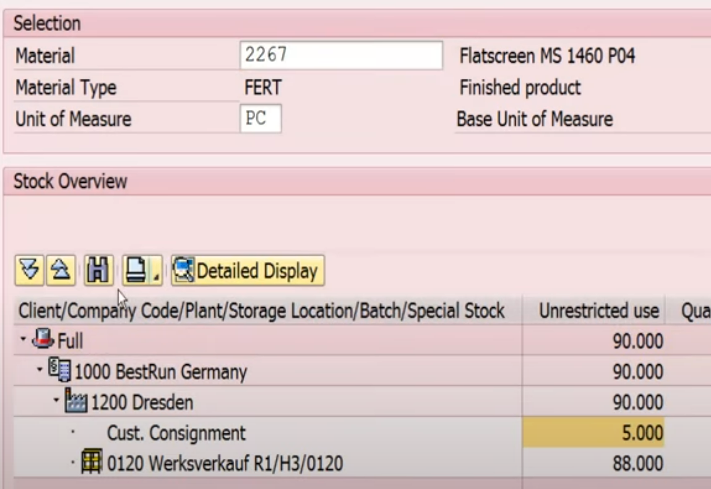 Selection
Material 2267 Flatscreen MS 1460 P04
Material Type FERT Finished product
Unit of Measure PC Base Unit of Measure
Stock Overview
Detailed Display
Client/Company Code/Plant/Storage Location/Batch/Special Stock Unrestricted use Qua
Full 90.000
1000 BestRun Germany 90.000
1200 Dresden 90.000
Cust. Consignment 5.000
0120 Werksverkauf R1/H3/0120 88.000